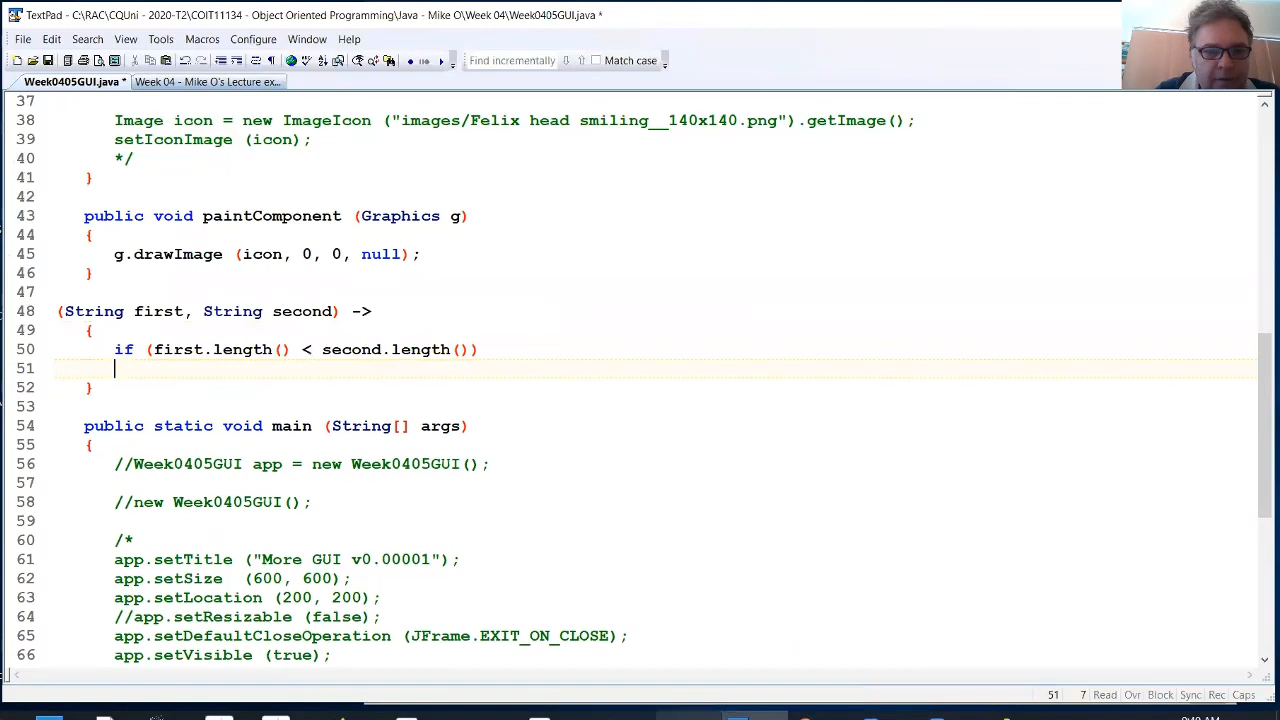 TextPad - C:\RAC\CQUni - 2020-T2\COIT11134 - Object Oriented Programming\Java - Mike O\Week 04\Week0405GUI.java *
File Edit Search View Tools Macros Configure Window Help
Find incrementally Match case
Week0405GUI.java * Week 04 - Mike O's Lecture ex...
37
38 Image icon = new ImageIcon ("images/Felix head smiling__140x140.png").getImage();
39 setIconImage (icon);
40 */
41 }
42
43 public void paintComponent (Graphics g)
44 {
45 g.drawImage (icon, 0, 0, null);
46 }
47
48 (String first, String second) ->
49 {
50 if (first.length() < second.length())
51
52 }
53
54 public static void main (String[] args)
55 {
56 //Week0405GUI app = new Week0405GUI();
57
58 //new Week0405GUI();
59
60 /*
61 app.setTitle ("More GUI v0.00001");
62 app.setSize (600, 600);
63 app.setLocation (200, 200);
64 //app.setResizable (false);
65 app.setDefaultCloseOperation (JFrame.EXIT_ON_CLOSE);
66 app.setVisible (true);
51 7 Read Ovr Block Sync Rec Caps